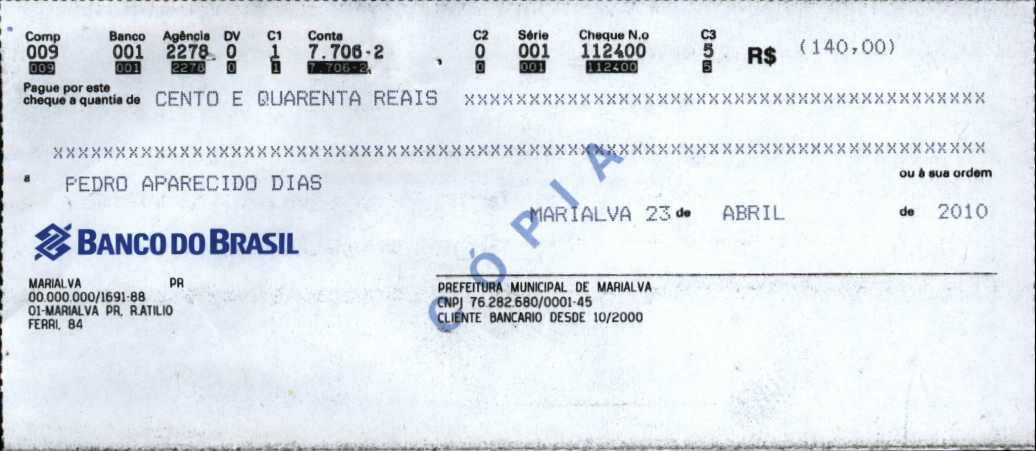 Comp Banco Agência DV C1 Conta C2 Série Cheque N.o C3
009 001 2278 0 1 7.706-2 0 001 112400 5 R$ (140,00)
009 001 2278 0 1 7.706-2 0 001 112400 5
Pague por este
cheque a quantia de CENTO E QUARENTA REAIS XXXXXXXXXXXXXXXXXXXXXXXXXXXXXXXXXXXXXXXX
XXXXXXXXXXXXXXXXXXXXXXXXXXXXXXXXXXXXXXXXXXXXXXXXXXXXXXXXXXXXXXXXXXXXXX
a PEDRO APARECIDO DIAS ou à sua ordem
MARIALVA 23 de ABRIL de 2010
BANCO DO BRASIL
MARIALVA PR
00.000.000/1691-88
01-MARIALVA PR, R.ATILIO
FERRI, 84
PREFEITURA MUNICIPAL DE MARIALVA
CNPJ 76.282.680/0001-45
CLIENTE BANCARIO DESDE 10/2000
CÓPIA